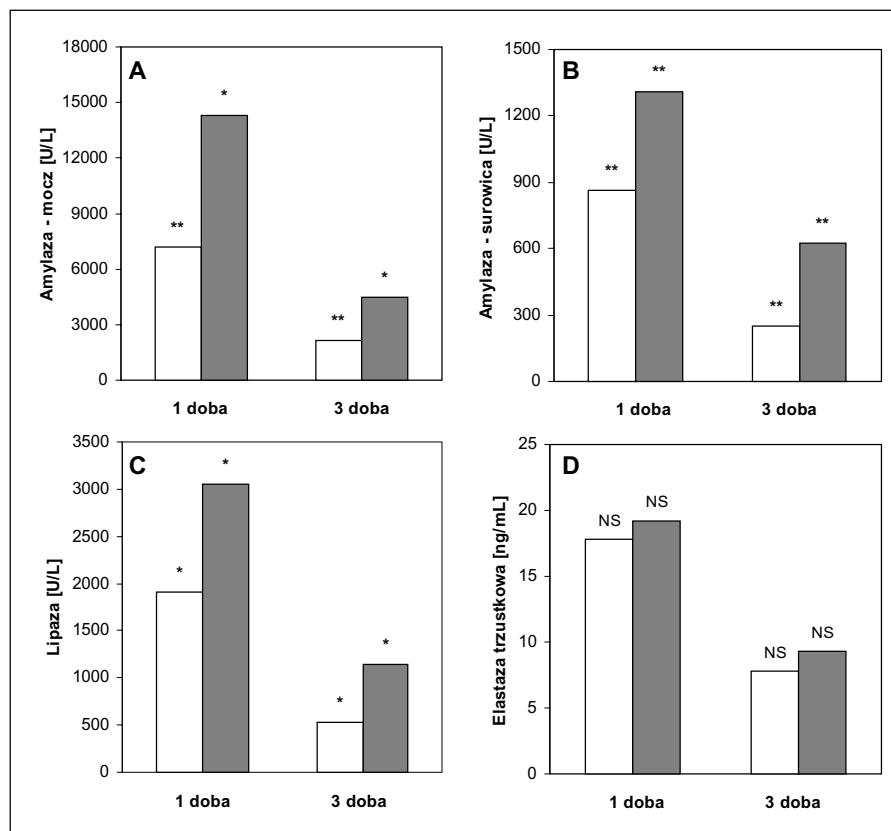 A
Amylaza - mocz [U/L]
18000
15000
12000
9000
6000
3000
0
**
*
**
*
1 doba
3 doba
B
Amylaza - surowica [U/L]
1500
1200
900
600
300
0
**
**
**
**
1 doba
3 doba
C
Lipaza [U/L]
3500
3000
2500
2000
1500
1000
500
0
*
*
*
*
1 doba
3 doba
D
Elastaza trzustkowa [ng/mL]
25
20
15
10
5
0
NS
NS
NS
NS
1 doba
3 doba